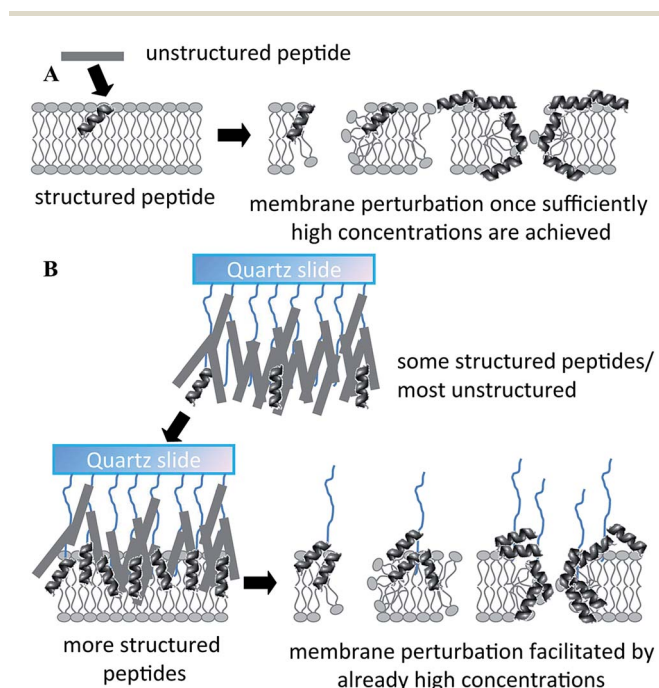 unstructured peptide
A
structured peptide
membrane perturbation once sufficiently
high concentrations are achieved
B
Quartz slide
some structured peptides/
most unstructured
Quartz slide
more structured
peptides
membrane perturbation facilitated by
already high concentrations